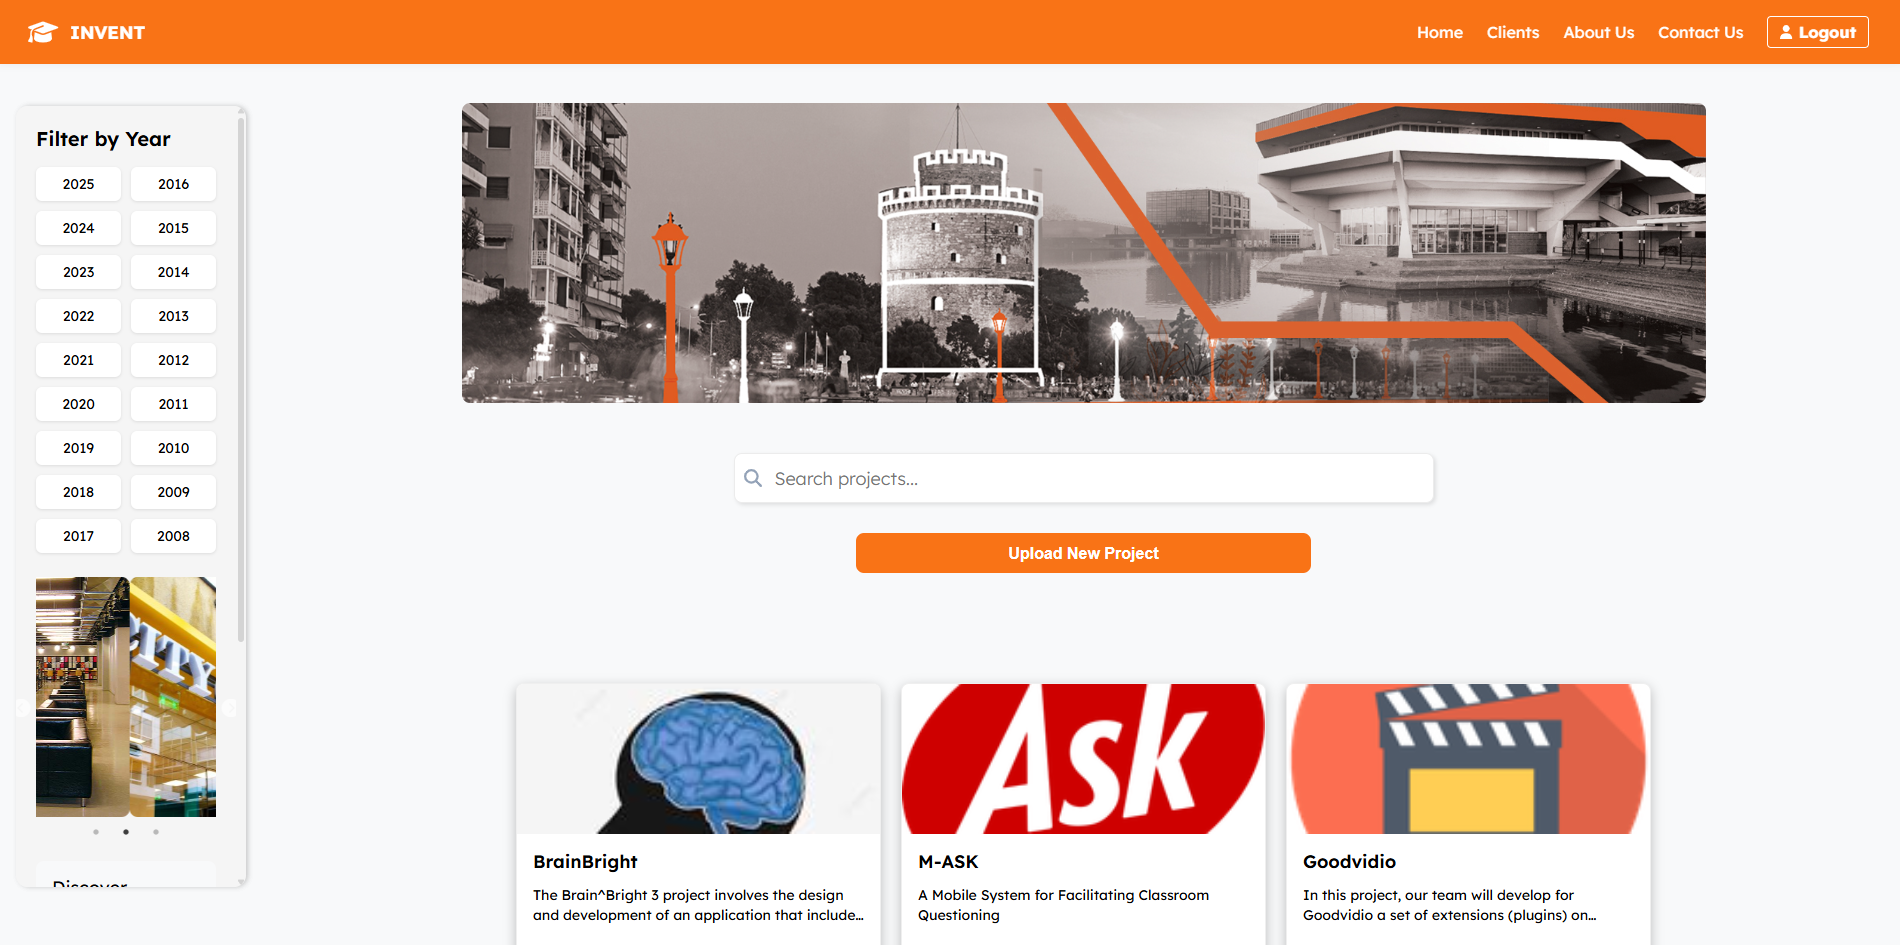 INVENT
Home
Clients
About Us
Contact Us
Logout
Filter by Year
2025
2016
2024
2015
2023
2014
2022
2013
2021
2012
2020
2011
2019
2010
2018
2009
2017
2008
CITY
Discover
Search projects...
Upload New Project
Ask
BrainBright
The Brain^Bright 3 project involves the design
and development of an application that include...
M-ASK
A Mobile System for Facilitating Classroom
Questioning
Goodvidio
In this project, our team will develop for
Goodvidio a set of extensions (plugins) on...